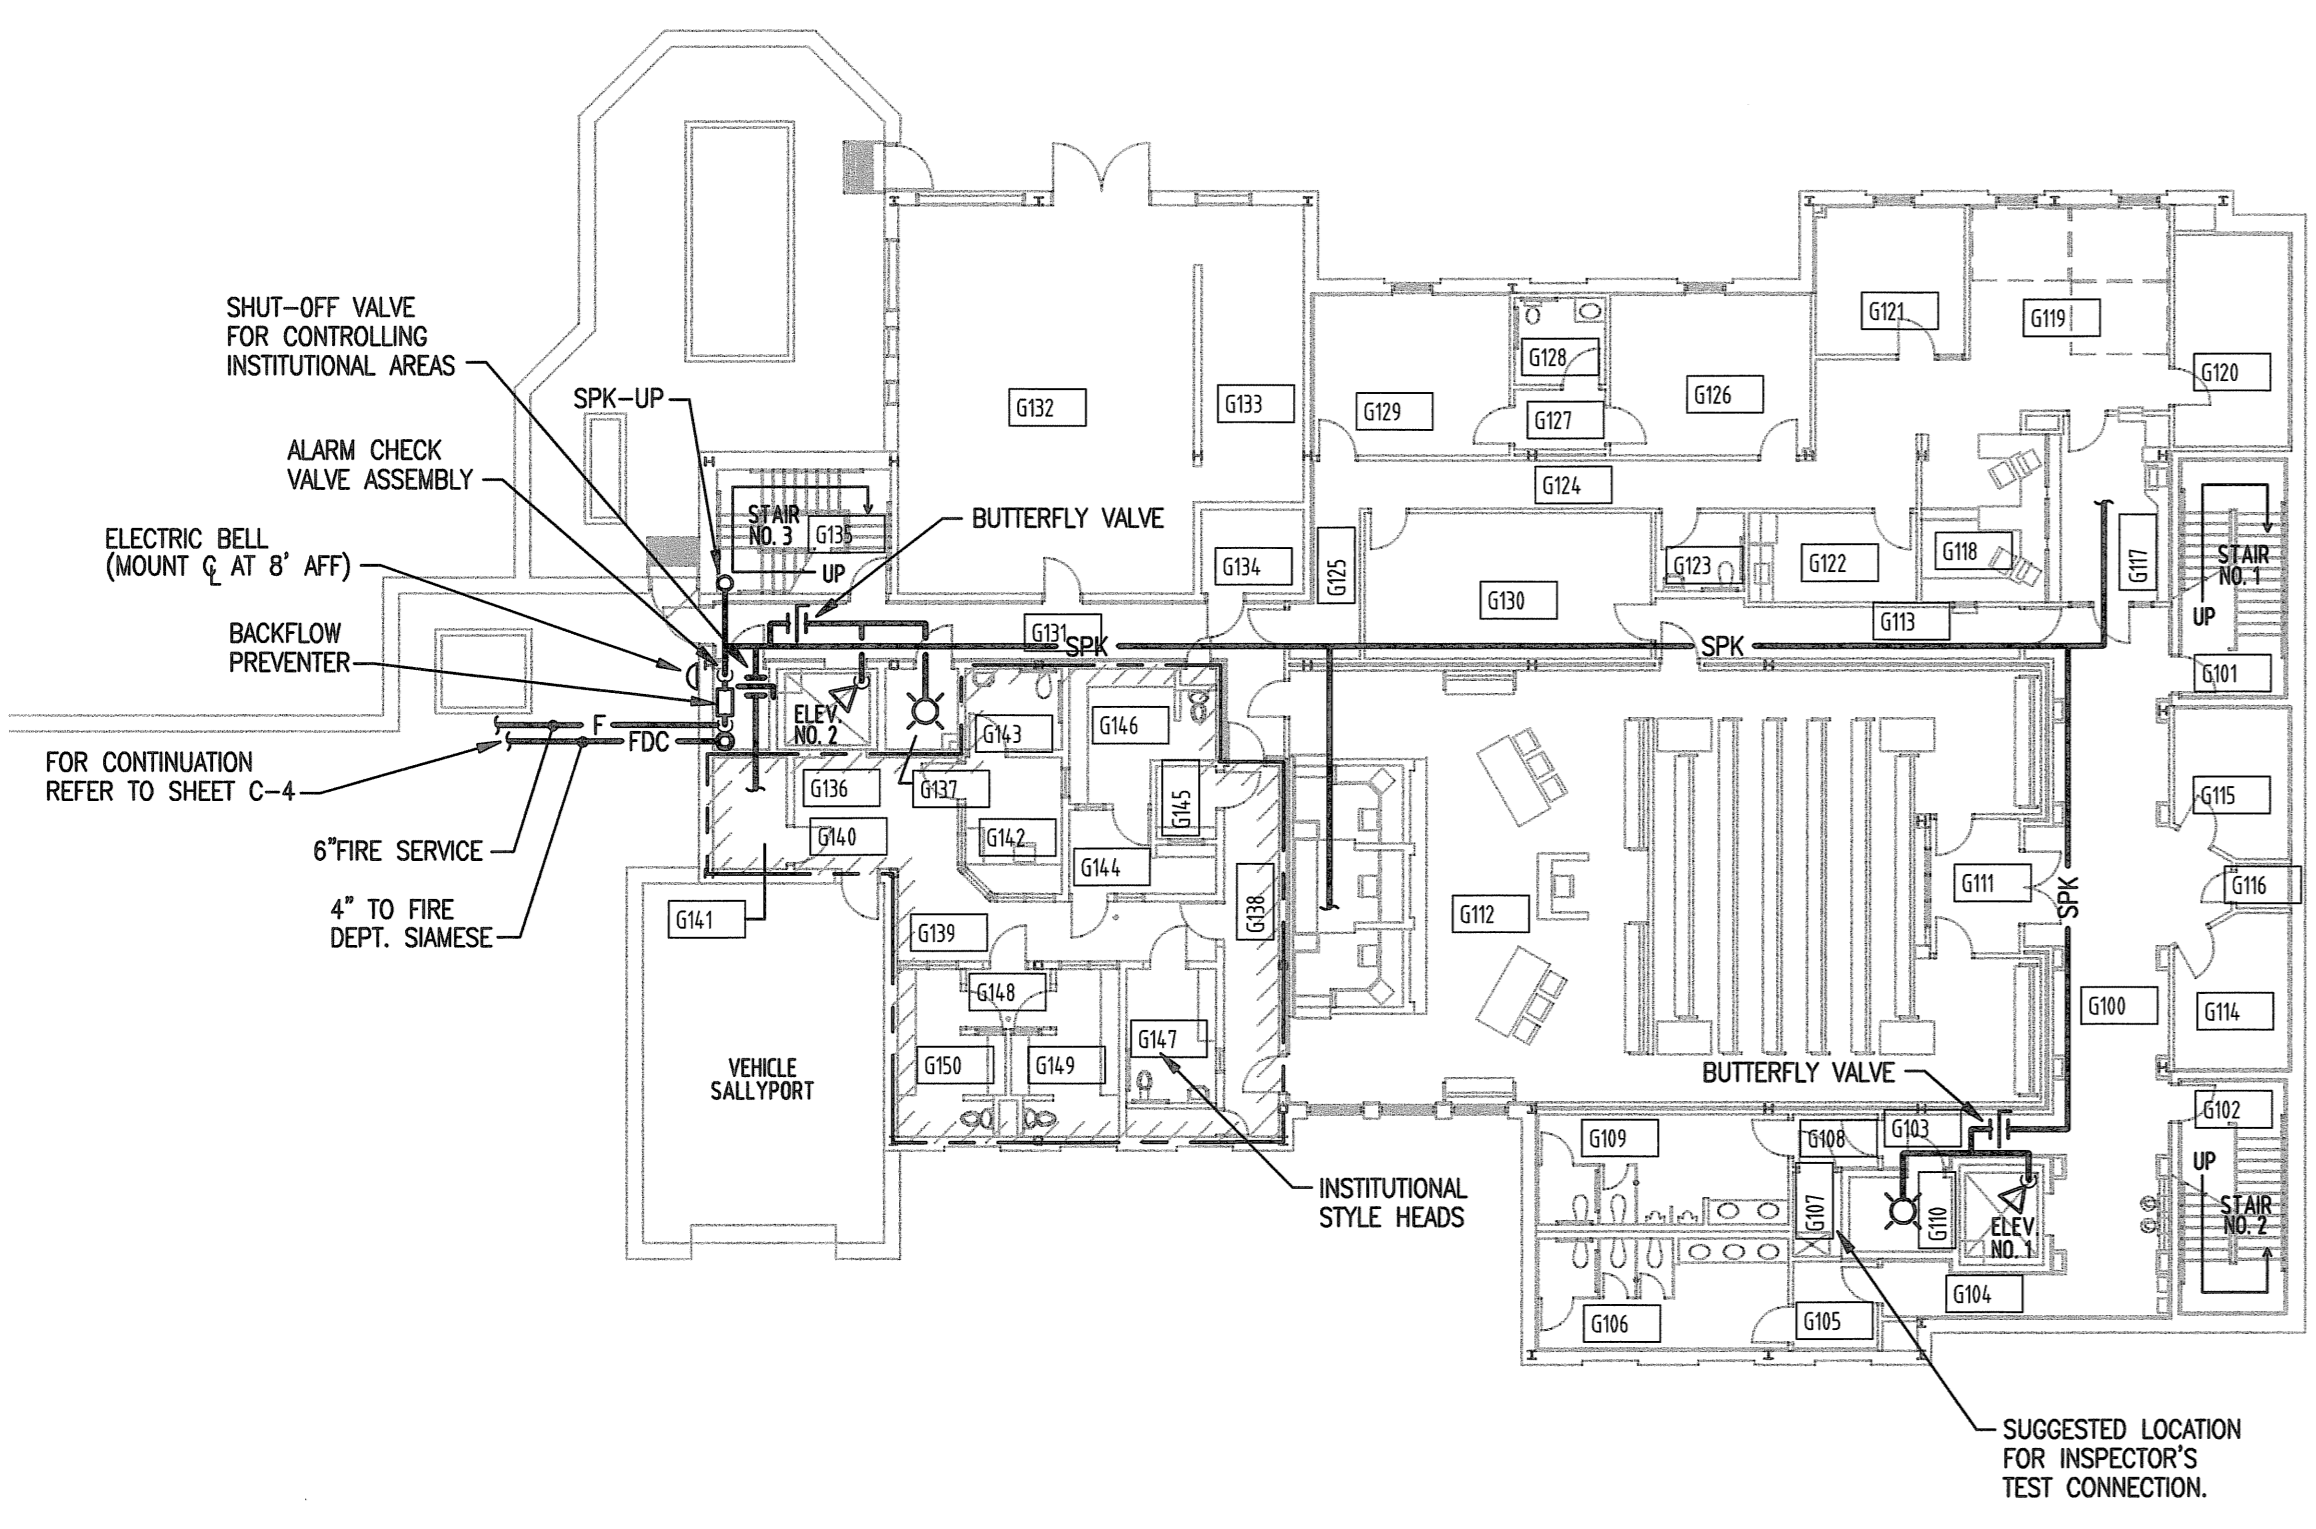 SHUT-OFF VALVE
FOR CONTROLLING
INSTITUTIONAL AREAS
SPK-UP
ALARM CHECK
VALVE ASSEMBLY
ELECTRIC BELL
(MOUNT ℄ AT 8' AFF)
BACKFLOW
PREVENTER
F
FDC
FOR CONTINUATION
REFER TO SHEET C-4
6"FIRE SERVICE
4" TO FIRE
DEPT. SIAMESE
STAIR
NO. 3
G135
UP
BUTTERFLY VALVE
ELEV.
NO. 2
G132
G133
G134
G131
SPK
G129
G128
G127
G126
G124
G125
G130
G123
G122
G121
G119
G120
G118
G117
G113
SPK
STAIR
NO. 1
UP
G101
G143
G146
G136
G137
G145
G140
G142
G144
G141
G139
G138
G148
G150
G149
G147
VEHICLE
SALLYPORT
INSTITUTIONAL
STYLE HEADS
G112
G111
SPK
G115
G116
G100
G114
BUTTERFLY VALVE
G102
G109
G108
G103
G107
G110
ELEV.
NO. 1
UP
STAIR
NO. 2
G104
G106
G105
SUGGESTED LOCATION
FOR INSPECTOR'S
TEST CONNECTION.